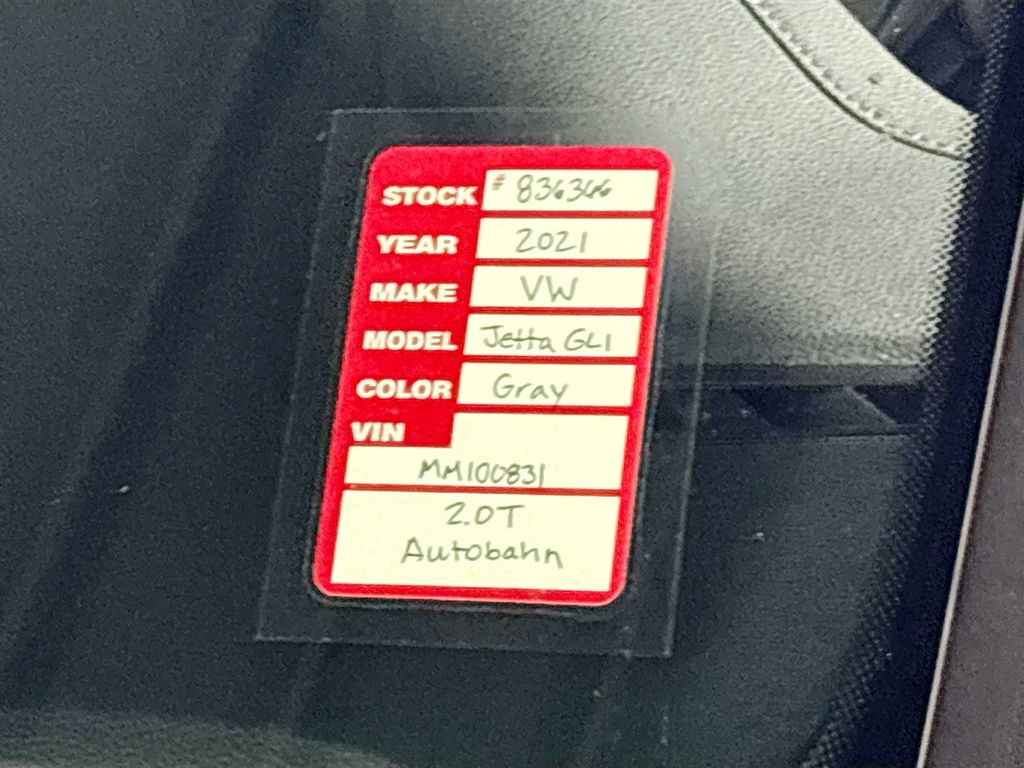 STOCK # 836366
YEAR 2021
MAKE VW
MODEL Jetta GLI
COLOR Gray
VIN
MM100831
2.0T
Autobahn